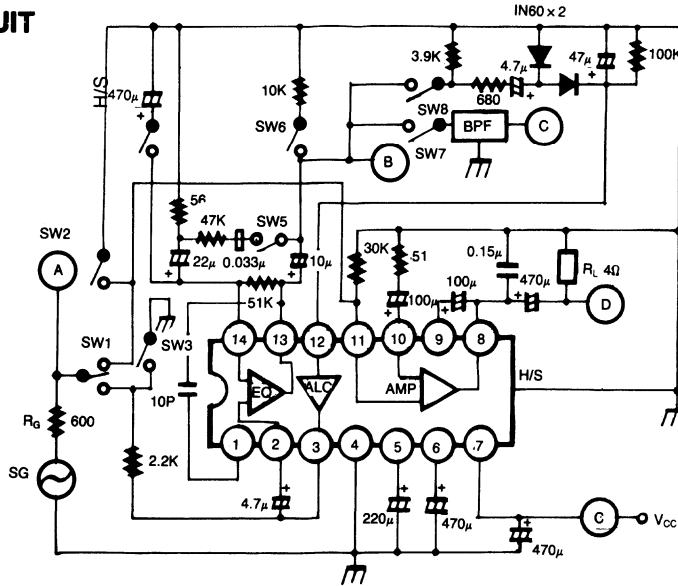 UIT
IN60 × 2
3.9K
4.7μ
+
47μ
+
100K
S/H
470μ
+
10K
680
SW8
SW6
BPF
C
SW7
B
56
47K
SW5
SW2
A
22μ
+
0.033μ
10μ
+
30K
51
0.15μ
RL 4Ω
100μ
+
470μ
+
D
51K
100μ
+
SW1
SW3
14
13
12
11
10
9
8
H/S
EQ
ALC
AMP
10P
RG
600
1
2
3
4
5
6
7
2.2K
SG
4.7μ
+
220μ
+
470μ
+
C
VCC
470μ
+